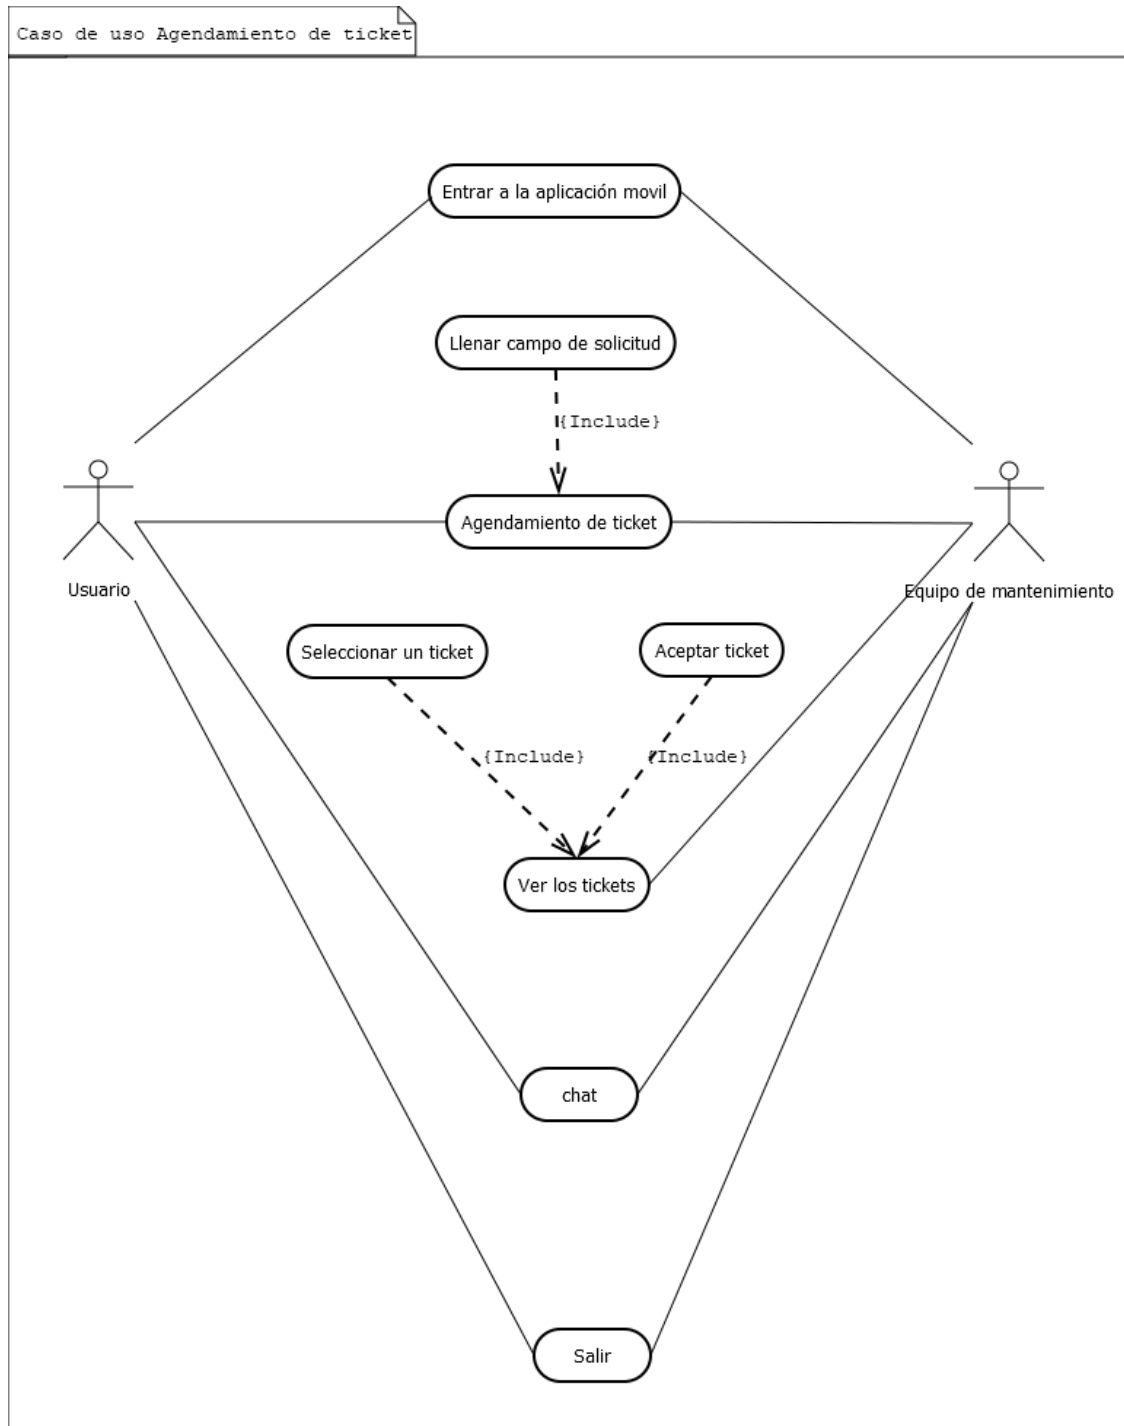 Caso de uso Agendamiento de ticket
Entrar a la aplicación movil
Llenar campo de solicitud
{Include}
Agendamiento de ticket
Usuario
Equipo de mantenimiento
Seleccionar un ticket
Aceptar ticket
{Include}
{Include}
Ver los tickets
chat
Salir